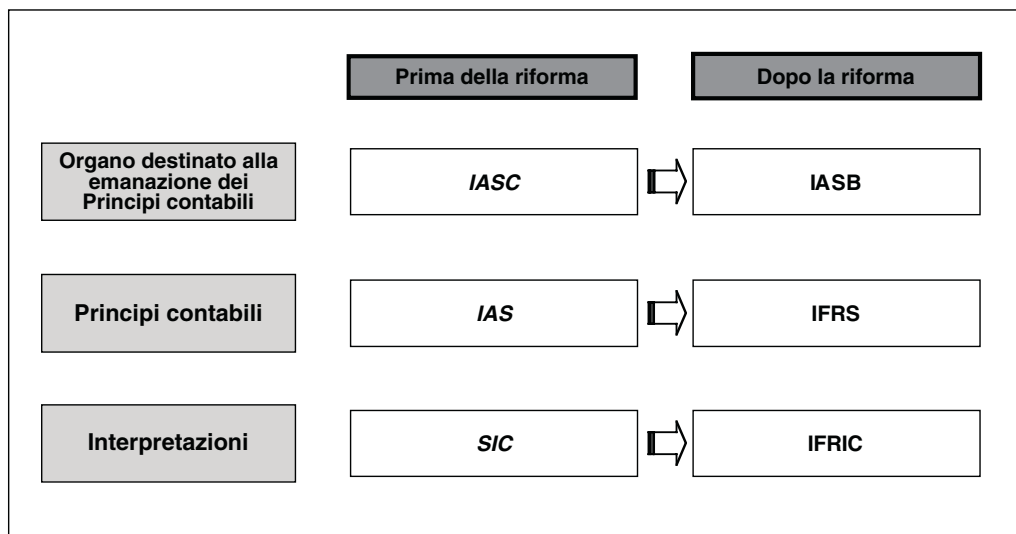 Prima della riforma
Dopo la riforma
Organo destinato alla
emanazione dei
Principi contabili
IASC
IASB
Principi contabili
IAS
IFRS
Interpretazioni
SIC
IFRIC